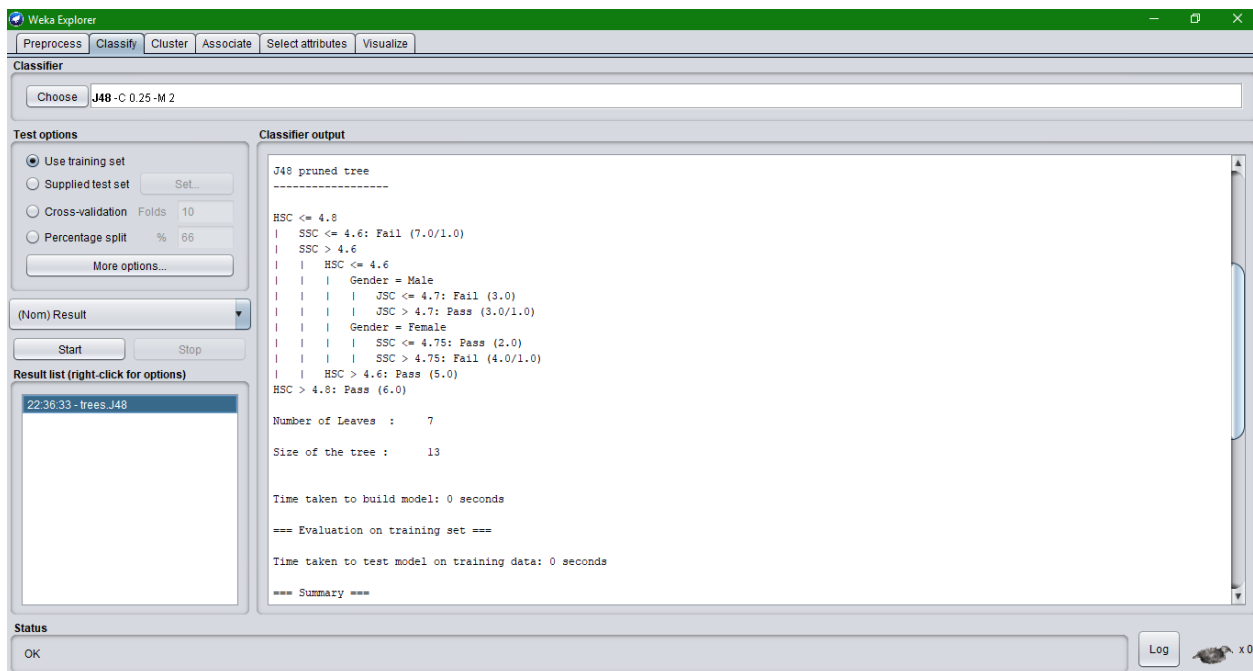 Weka Explorer
Preprocess Classify Cluster Associate Select attributes Visualize
Classifier
Choose J48 -C 0.25 -M 2
Test options
Use training set
Supplied test set Set...
Cross-validation Folds 10
Percentage split % 66
More options...
(Nom) Result
Start Stop
Result list (right-click for options)
22:36:33 - trees.J48
Classifier output
J48 pruned tree
------------------
HSC <= 4.8
|   SSC <= 4.6: Fail (7.0/1.0)
|   SSC > 4.6
|   |   HSC <= 4.6
|   |   |   Gender = Male
|   |   |   |   JSC <= 4.7: Fail (3.0)
|   |   |   |   JSC > 4.7: Pass (3.0/1.0)
|   |   |   Gender = Female
|   |   |   |   SSC <= 4.75: Pass (2.0)
|   |   |   |   SSC > 4.75: Fail (4.0/1.0)
|   |   HSC > 4.6: Pass (5.0)
HSC > 4.8: Pass (6.0)
Number of Leaves  :     7
Size of the tree :      13
Time taken to build model: 0 seconds
=== Evaluation on training set ===
Time taken to test model on training data: 0 seconds
=== Summary ===
Status
OK
Log x 0